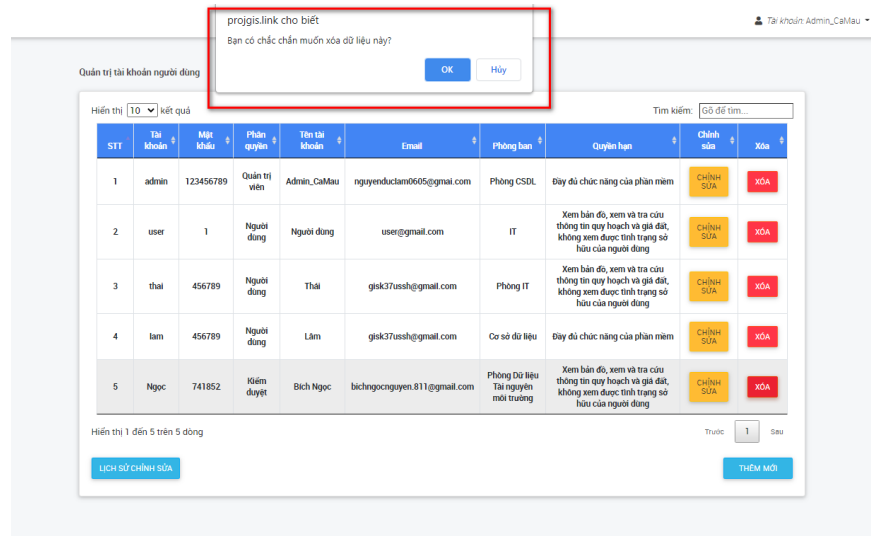 projgis.link cho biết
Bạn có chắc chắn muốn xóa dữ liệu này?
OK Hủy
Tài khoản: Admin_CaMau
Quản trị tài khoản người dùng
Hiển thị 10 kết quả
Tìm kiếm: Gõ để tìm...
STT Tài khoản Mật khẩu Phân quyền Tên tài khoản Email Phòng ban Quyền hạn Chỉnh sửa Xóa
1 admin 123456789 Quản trị viên Admin_CaMau nguyenduclam0605@gmai.com Phòng CSDL Đầy đủ chức năng của phần mềm CHỈNH SỬA XÓA
2 user 1 Người dùng Người dùng user@gmail.com IT Xem bản đồ, xem và tra cứu thông tin quy hoạch và giá đất, không xem được tình trạng sở hữu của người dùng CHỈNH SỬA XÓA
3 thai 456789 Người dùng Thái gisk37ussh@gmail.com Phòng IT Xem bản đồ, xem và tra cứu thông tin quy hoạch và giá đất, không xem được tình trạng sở hữu của người dùng CHỈNH SỬA XÓA
4 lam 456789 Người dùng Lâm gisk37ussh@gmail.com Cơ sở dữ liệu Đầy đủ chức năng của phần mềm CHỈNH SỬA XÓA
5 Ngọc 741852 Kiểm duyệt Bích Ngọc bichngocnguyen.811@gmail.com Phòng Dữ liệu Tài nguyên môi trường Xem bản đồ, xem và tra cứu thông tin quy hoạch và giá đất, không xem được tình trạng sở hữu của người dùng CHỈNH SỬA XÓA
Hiển thị 1 đến 5 trên 5 dòng
Trước 1 Sau
LỊCH SỬ CHỈNH SỬA
THÊM MỚI